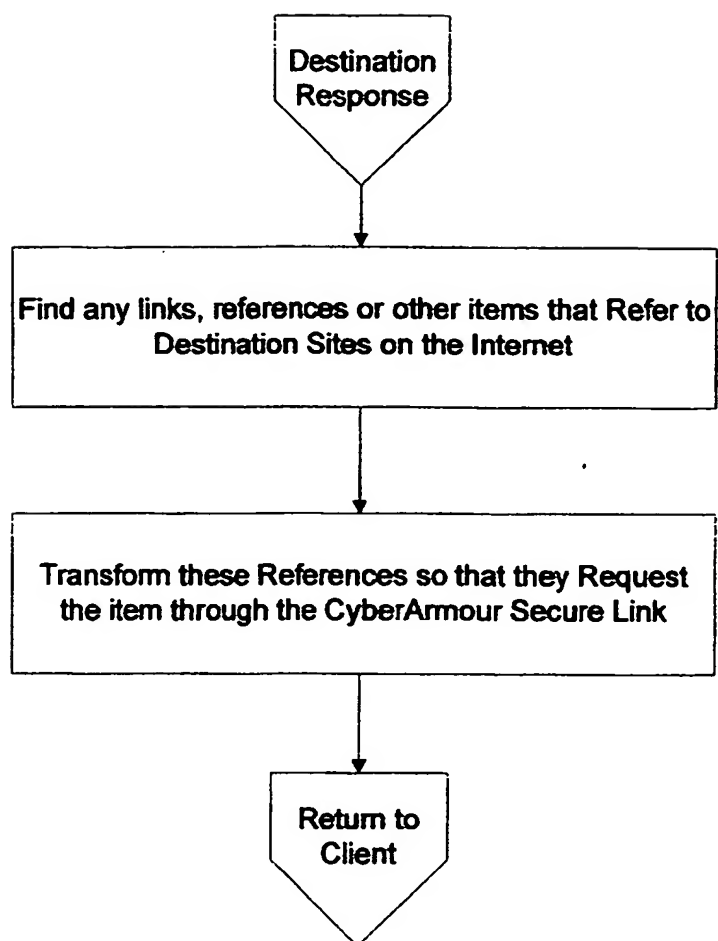 Destination
Response
Find any links, references or other items that Refer to
Destination Sites on the Internet
Transform these References so that they Request
the item through the CyberArmour Secure Link
Return to
Client